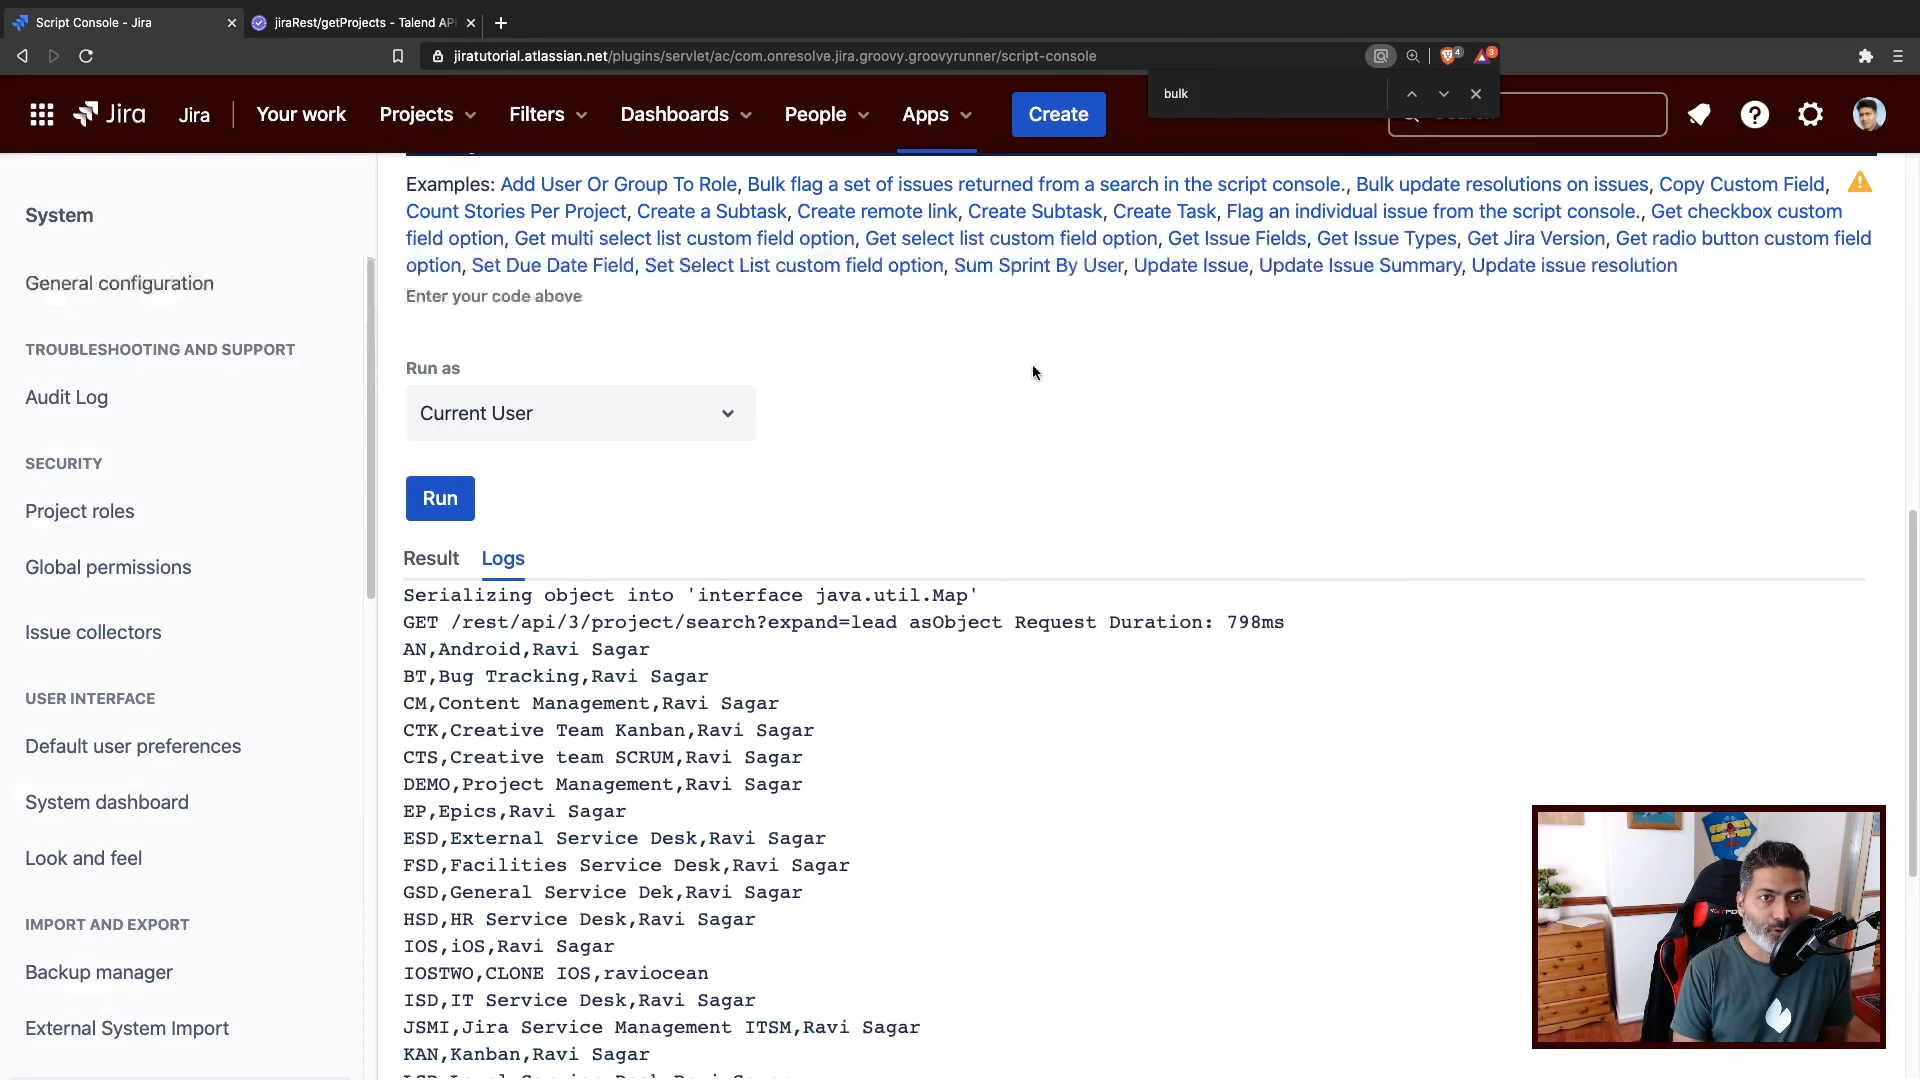 Script Console - Jira
jiraRest/getProjects - Talend AP
jiratutorial.atlassian.net/plugins/servlet/ac/com.onresolve.jira.groovy.groovyrunner/script-console
4
3
bulk
Jira
Jira
Your work
Projects
Filters
Dashboards
People
Apps
Create
System
General configuration
TROUBLESHOOTING AND SUPPORT
Audit Log
SECURITY
Project roles
Global permissions
Issue collectors
USER INTERFACE
Default user preferences
System dashboard
Look and feel
IMPORT AND EXPORT
Backup manager
External System Import
Examples: Add User Or Group To Role, Bulk flag a set of issues returned from a search in the script console., Bulk update resolutions on issues, Copy Custom Field,
Count Stories Per Project, Create a Subtask, Create remote link, Create Subtask, Create Task, Flag an individual issue from the script console., Get checkbox custom
field option, Get multi select list custom field option, Get select list custom field option, Get Issue Fields, Get Issue Types, Get Jira Version, Get radio button custom field
option, Set Due Date Field, Set Select List custom field option, Sum Sprint By User, Update Issue, Update Issue Summary, Update issue resolution
Enter your code above
Run as
Current User
Run
Result
Logs
Serializing object into 'interface java.util.Map'
GET /rest/api/3/project/search?expand=lead asObject Request Duration: 798ms
AN,Android,Ravi Sagar
BT,Bug Tracking,Ravi Sagar
CM,Content Management,Ravi Sagar
CTK,Creative Team Kanban,Ravi Sagar
CTS,Creative team SCRUM,Ravi Sagar
DEMO,Project Management,Ravi Sagar
EP,Epics,Ravi Sagar
ESD,External Service Desk,Ravi Sagar
FSD,Facilities Service Desk,Ravi Sagar
GSD,General Service Dek,Ravi Sagar
HSD,HR Service Desk,Ravi Sagar
IOS,iOS,Ravi Sagar
IOSTWO,CLONE IOS,raviocean
ISD,IT Service Desk,Ravi Sagar
JSMI,Jira Service Management ITSM,Ravi Sagar
KAN,Kanban,Ravi Sagar